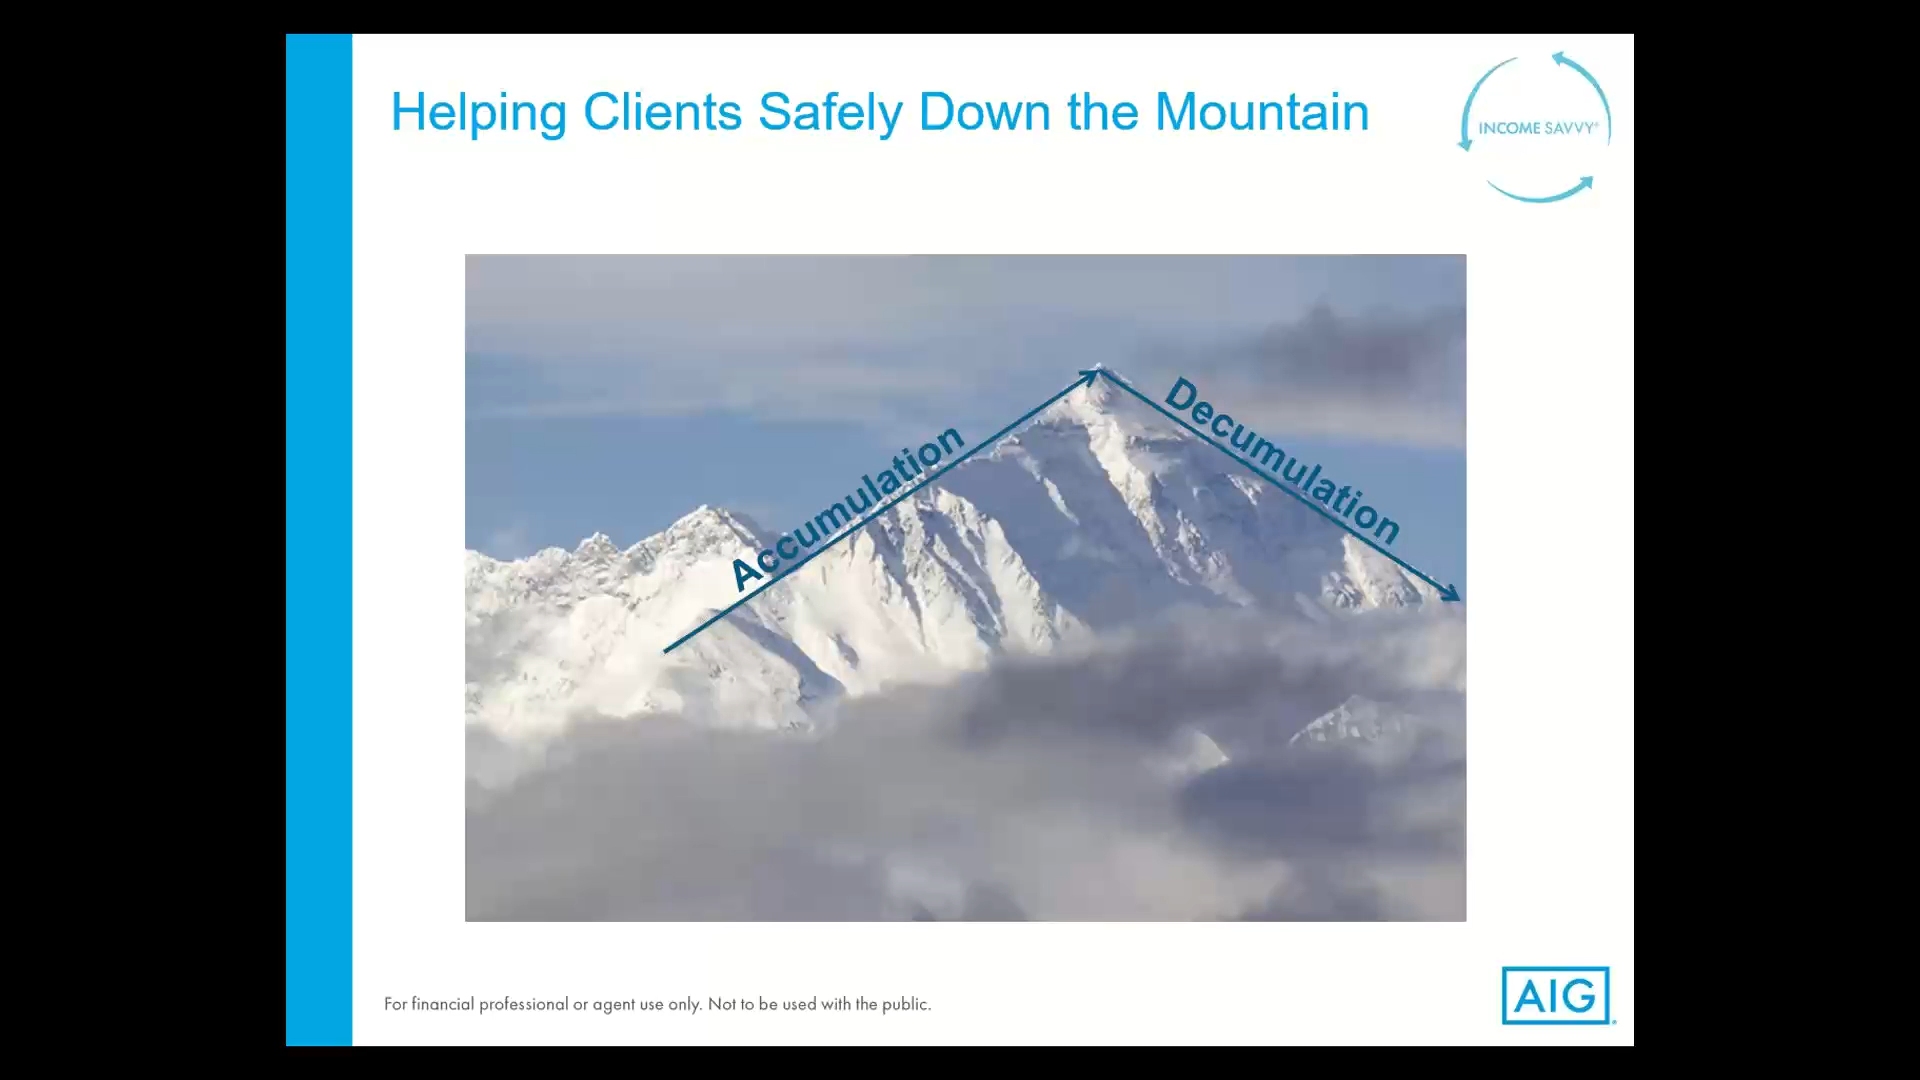 Helping Clients Safely Down the Mountain
INCOME SAVVY®
Accumulation
Decumulation
For financial professional or agent use only. Not to be used with the public.
AIG